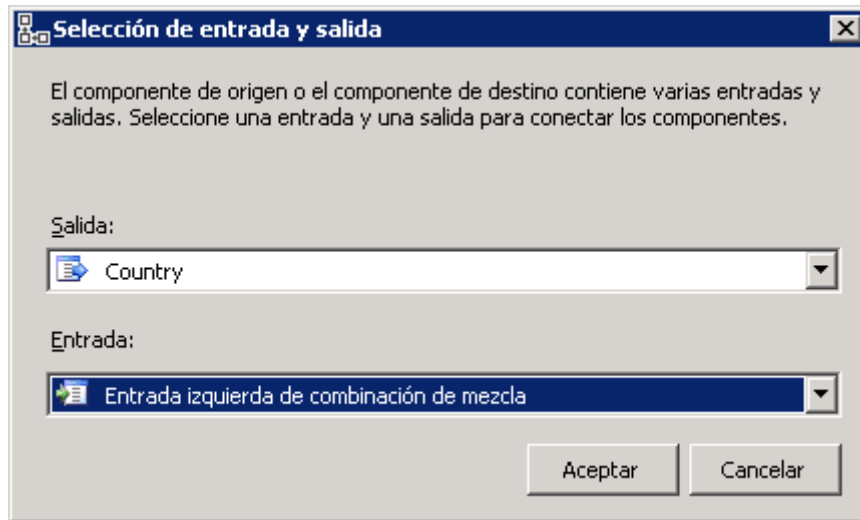 Selección de entrada y salida
El componente de origen o el componente de destino contiene varias entradas y
salidas. Seleccione una entrada y una salida para conectar los componentes.
Salida:
Country
Entrada:
Entrada izquierda de combinación de mezcla
Aceptar Cancelar